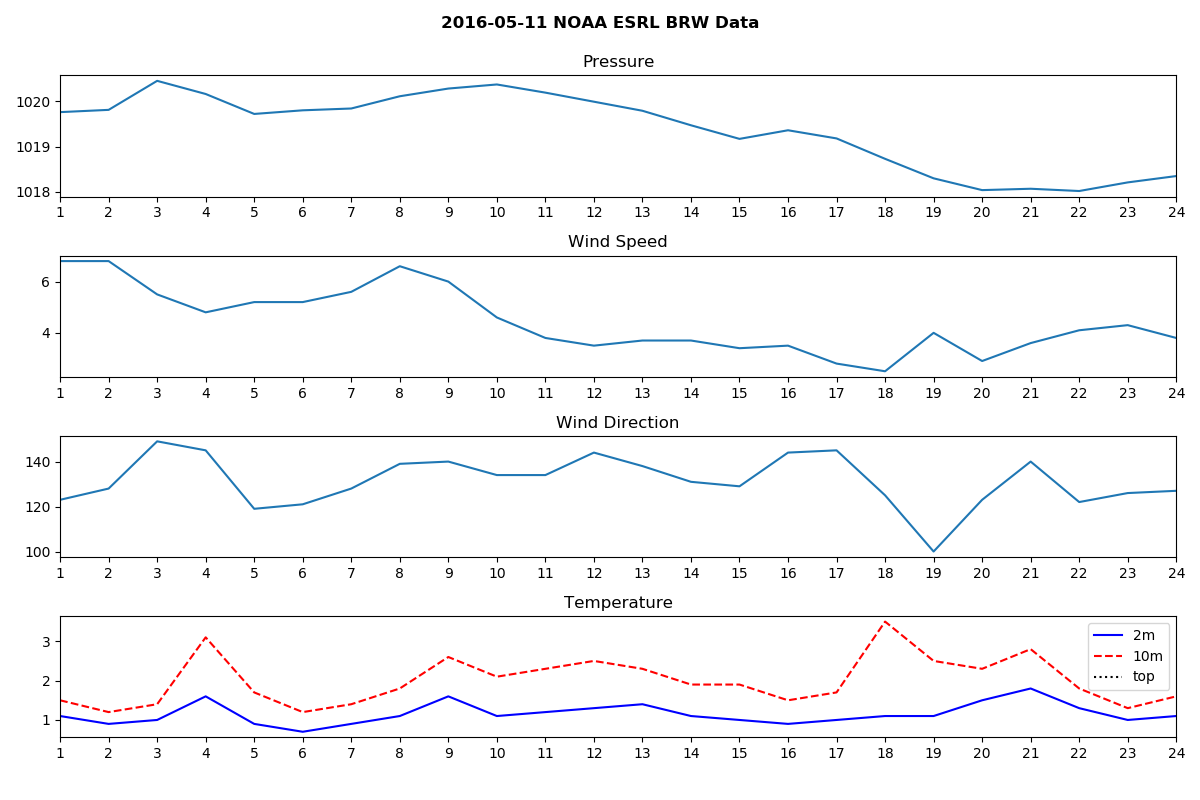 2016-05-11 NOAA ESRL BRW Data
Pressure
1020
1019
1018
1 2 3 4 5 6 7 8 9 10 11 12 13 14 15 16 17 18 19 20 21 22 23 24
Wind Speed
6
4
1 2 3 4 5 6 7 8 9 10 11 12 13 14 15 16 17 18 19 20 21 22 23 24
Wind Direction
140
120
100
1 2 3 4 5 6 7 8 9 10 11 12 13 14 15 16 17 18 19 20 21 22 23 24
Temperature
3
2
1
2m
10m
top
1 2 3 4 5 6 7 8 9 10 11 12 13 14 15 16 17 18 19 20 21 22 23 24